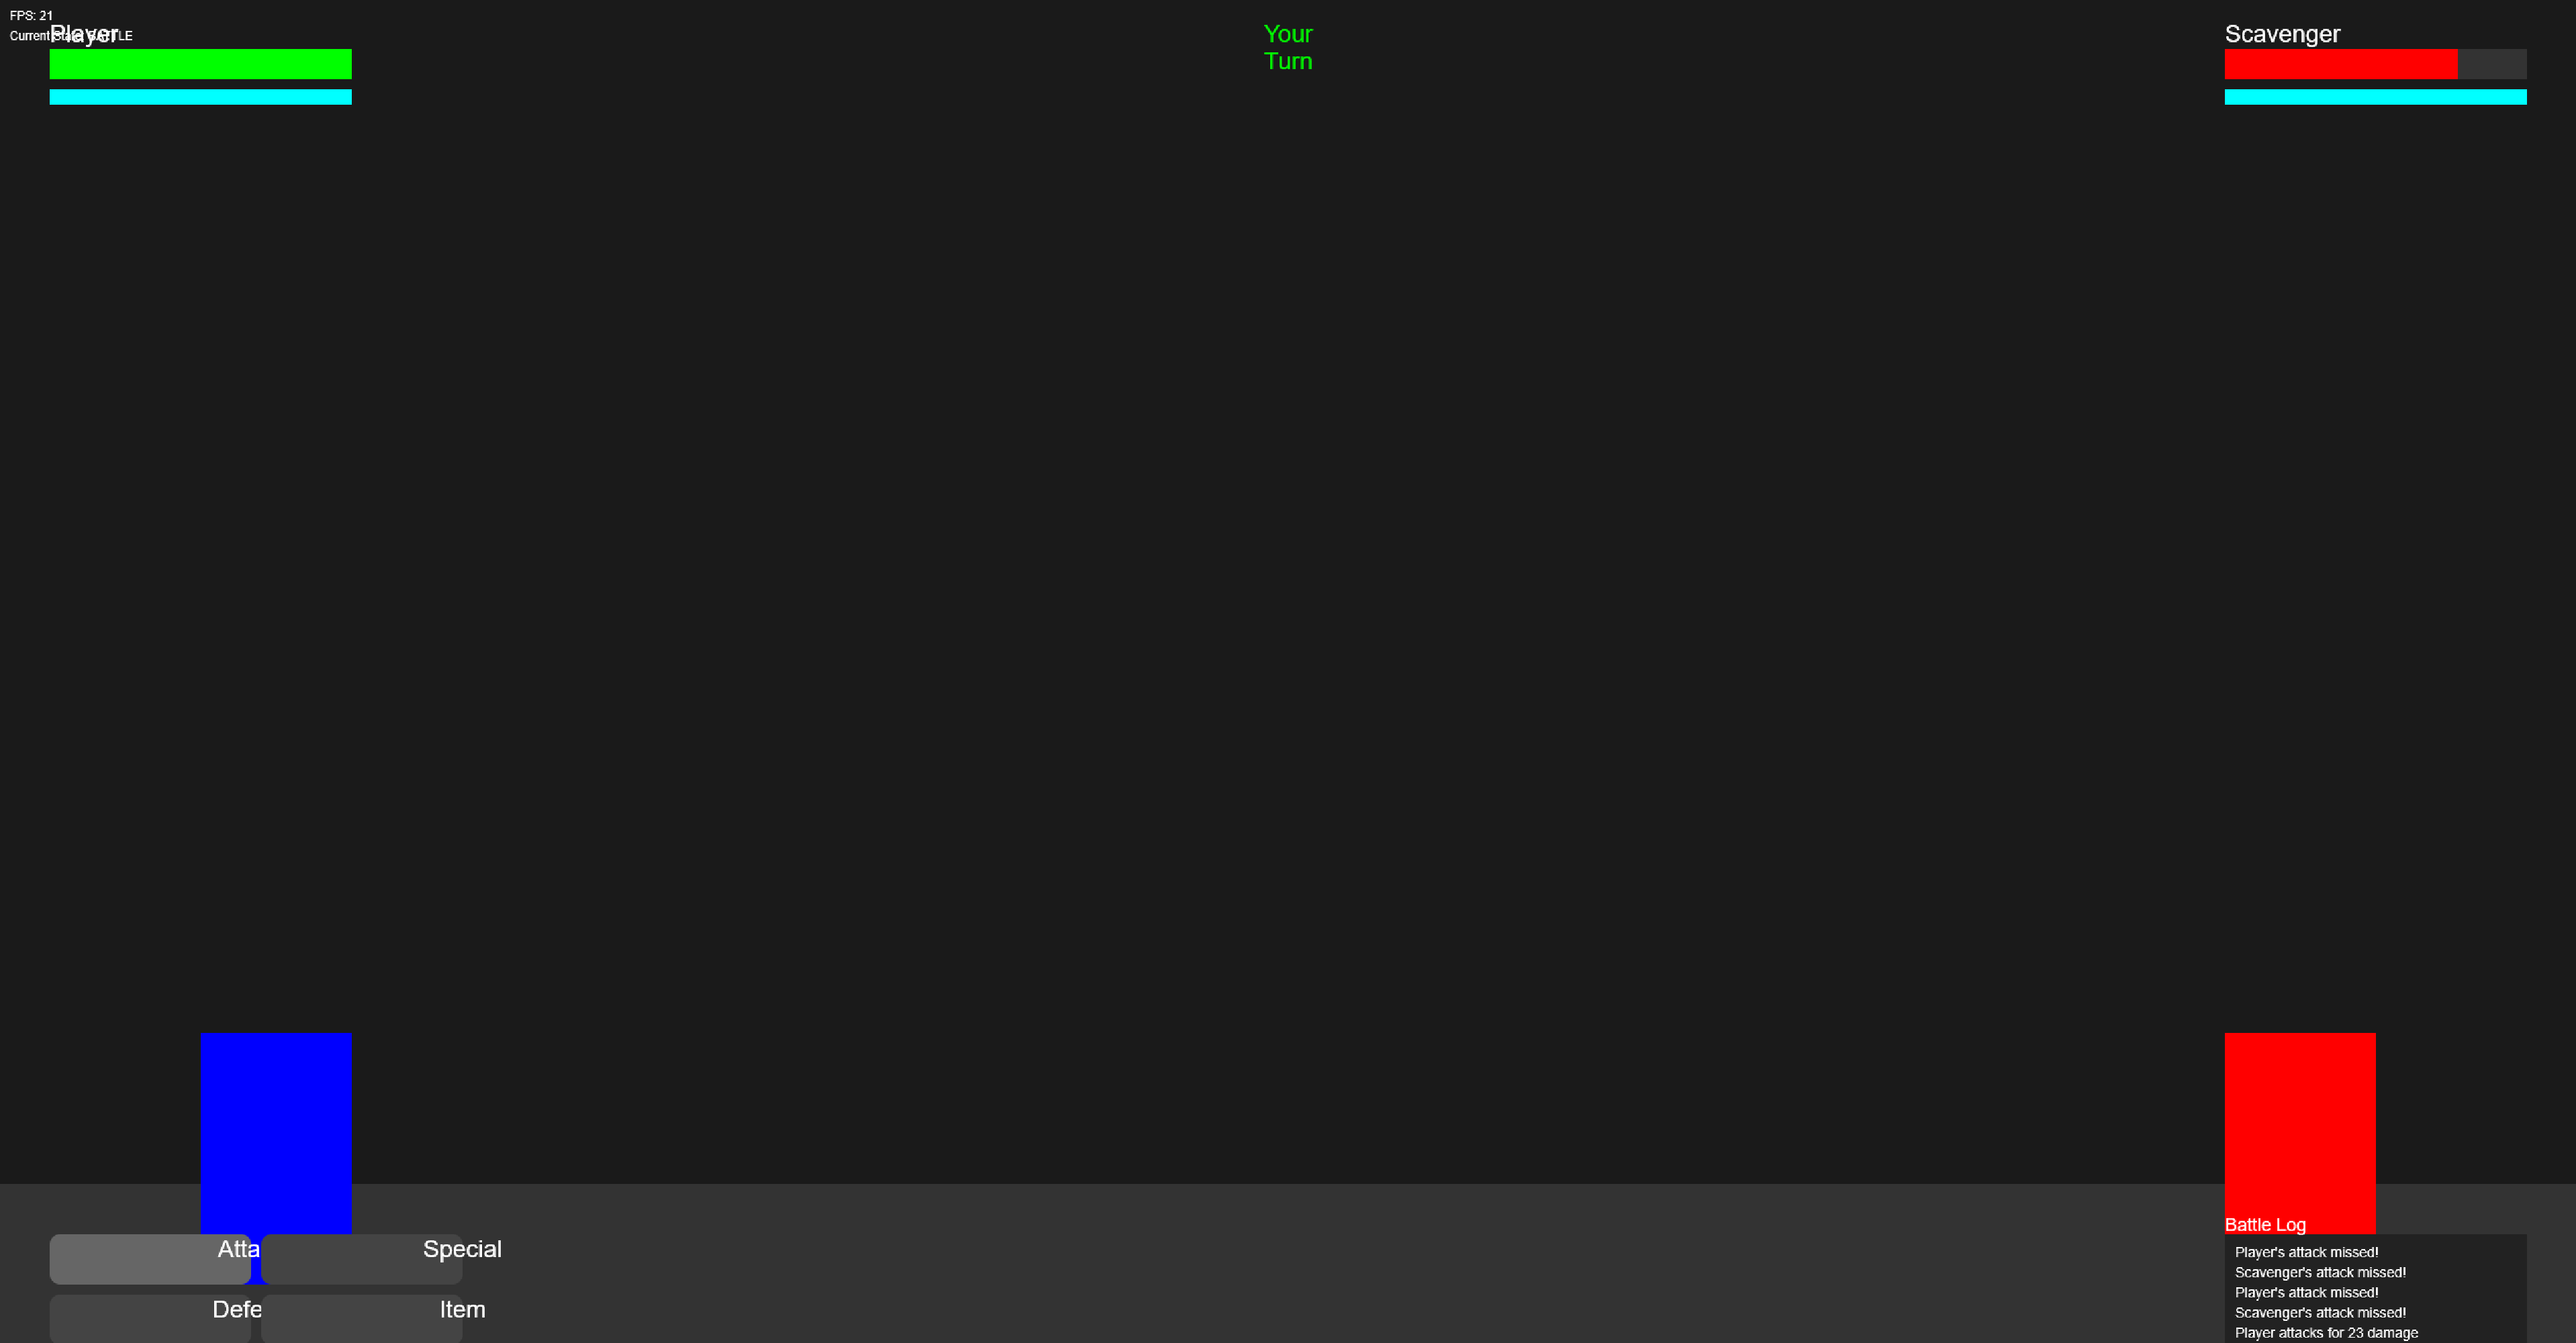 FPS: 21
Current State: BATTLE
Player
Your
Turn
Scavenger
Atta
Special
Defe
Item
Battle Log
Player's attack missed!
Scavenger's attack missed!
Player's attack missed!
Scavenger's attack missed!
Player attacks for 23 damage